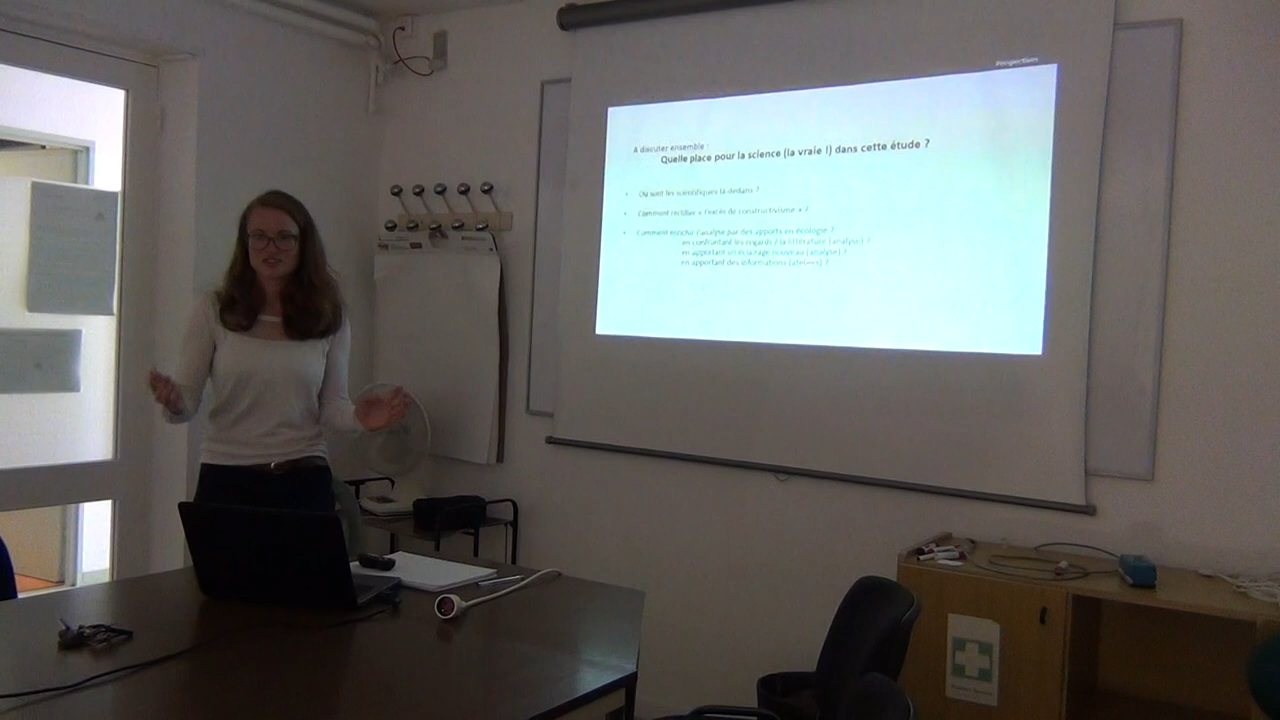 Perspectives
A discuter ensemble :
Quelle place pour la science (la vraie !) dans cette étude ?
• Où sont les scientifiques là-dedans ?
• Comment rectifier « l'excès de constructivisme » ?
• Comment enrichir l'analyse par des apports en écologie ?
en confrontant les regards / la littérature (analyse) ?
en apportant un éclairage nouveau (analyse) ?
en apportant des informations (ateliers) ?